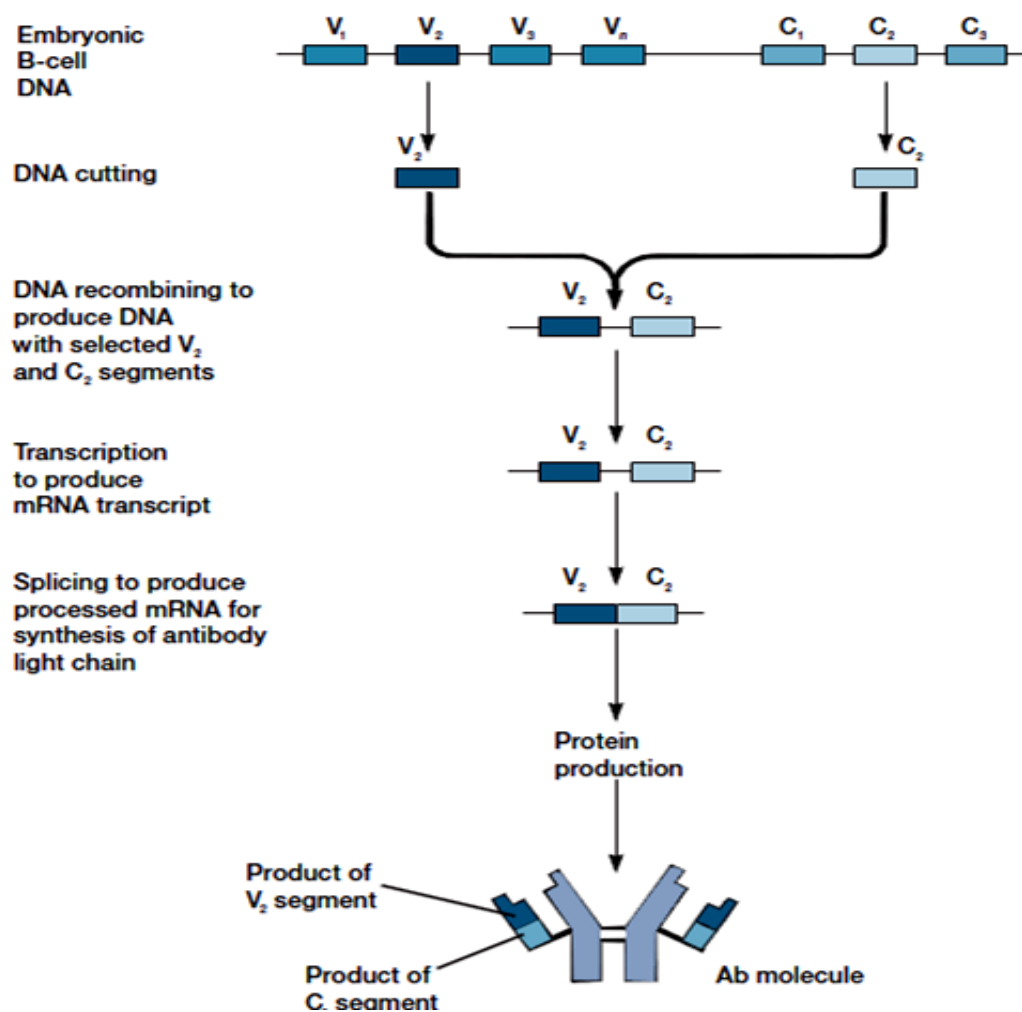 Embryonic
B-cell
DNA
V₁ V₂ V₃ Vₙ C₁ C₂ C₃
DNA cutting
V₂ C₂
DNA recombining to
produce DNA
with selected V₂
and C₂ segments
V₂ C₂
Transcription
to produce
mRNA transcript
V₂ C₂
Splicing to produce
processed mRNA for
synthesis of antibody
light chain
V₂ C₂
Protein
production
Product of
V₂ segment
Product of
C segment
Ab molecule